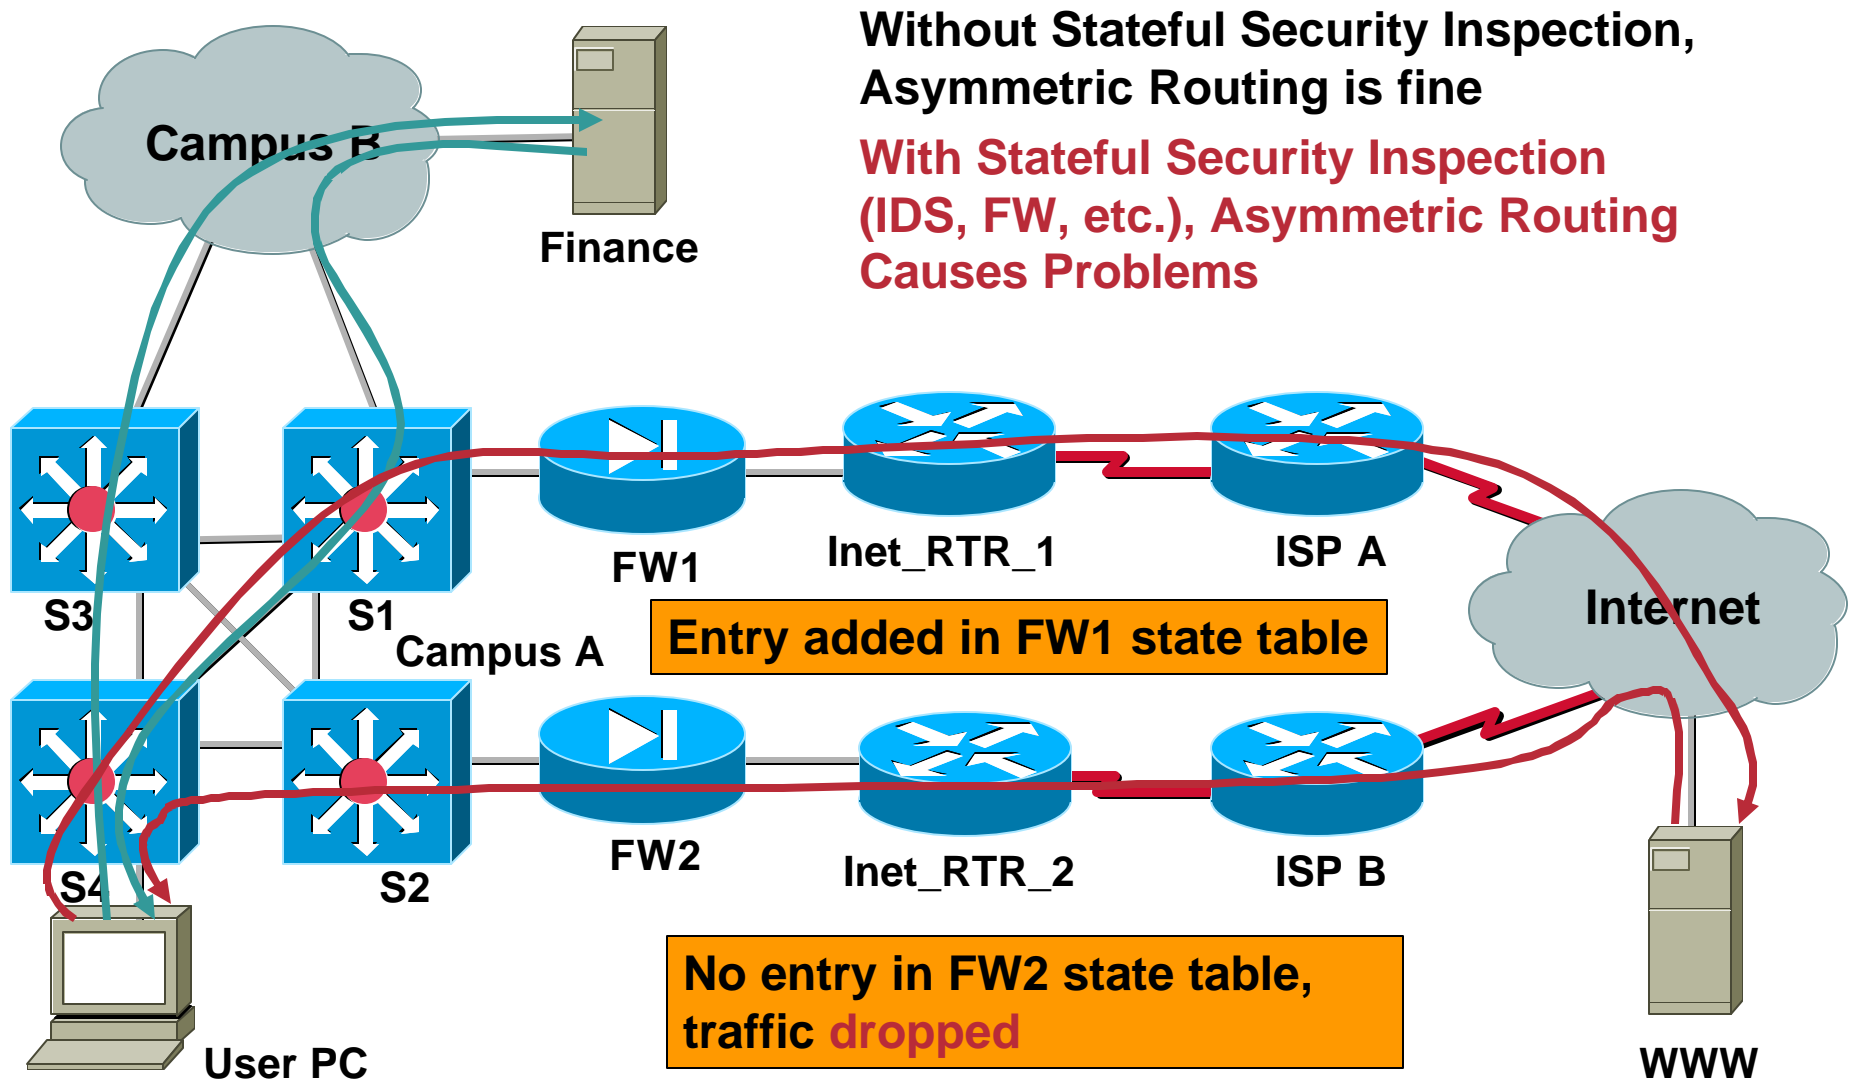 Without Stateful Security Inspection,
Asymmetric Routing is fine
With Stateful Security Inspection
(IDS, FW, etc.), Asymmetric Routing
Causes Problems
Campus B
Finance
FW1
Inet_RTR_1
ISP A
S3
S1
Campus A
Entry added in FW1 state table
Internet
FW2
Inet_RTR_2
ISP B
S4
S2
No entry in FW2 state table,
traffic dropped
User PC
WWW